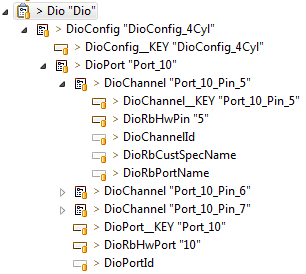 > Dio "Dio"
> DioConfig "DioConfig_4Cyl"
> DioConfig__KEY "DioConfig_4Cyl"
> DioPort "Port_10"
> DioChannel "Port_10_Pin_5"
> DioChannel__KEY "Port_10_Pin_5"
> DioRbHwPin "5"
> DioChannelId
> DioRbCustSpecName
> DioRbPortName
> DioChannel "Port_10_Pin_6"
> DioChannel "Port_10_Pin_7"
> DioPort__KEY "Port_10"
> DioRbHwPort "10"
> DioPortId